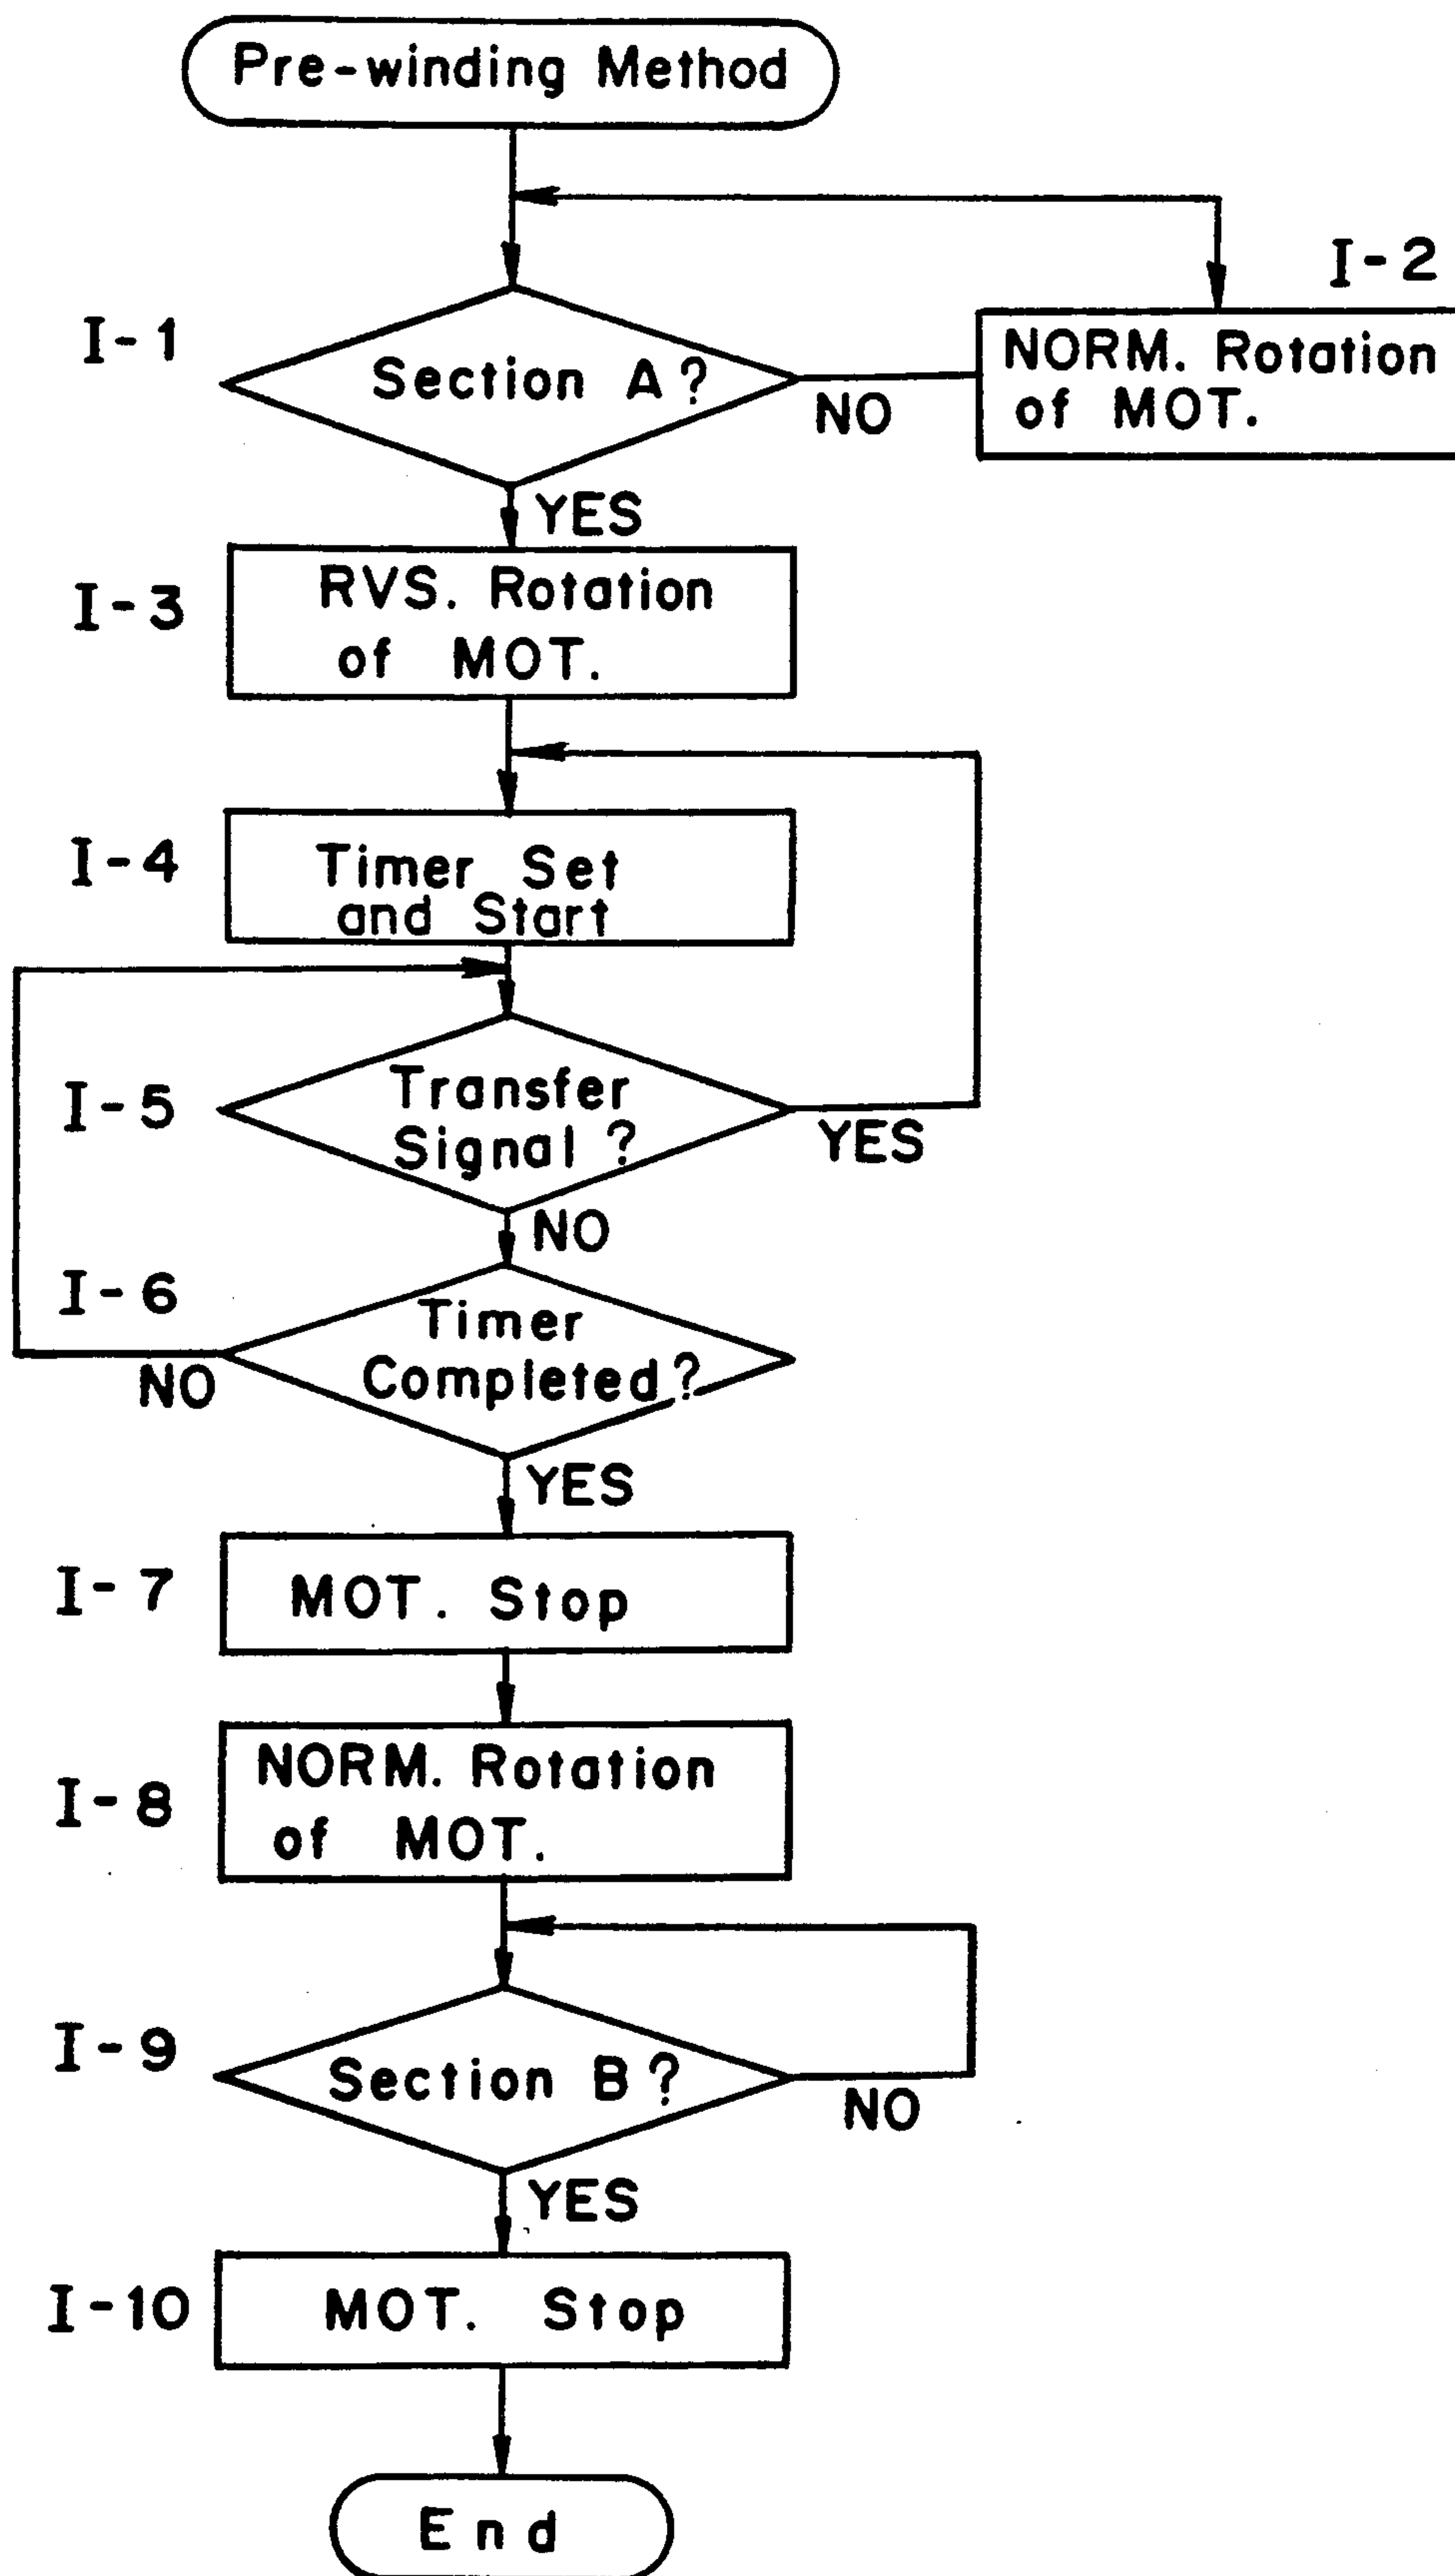 Pre-winding Method
I-1
Section A?
NO
I-2
NORM. Rotation
of MOT.
YES
I-3
RVS. Rotation
of MOT.
I-4
Timer Set
and Start
I-5
Transfer
Signal ?
YES
NO
I-6
Timer
Completed?
NO
YES
I-7
MOT. Stop
I-8
NORM. Rotation
of MOT.
I-9
Section B?
NO
YES
I-10
MOT. Stop
End